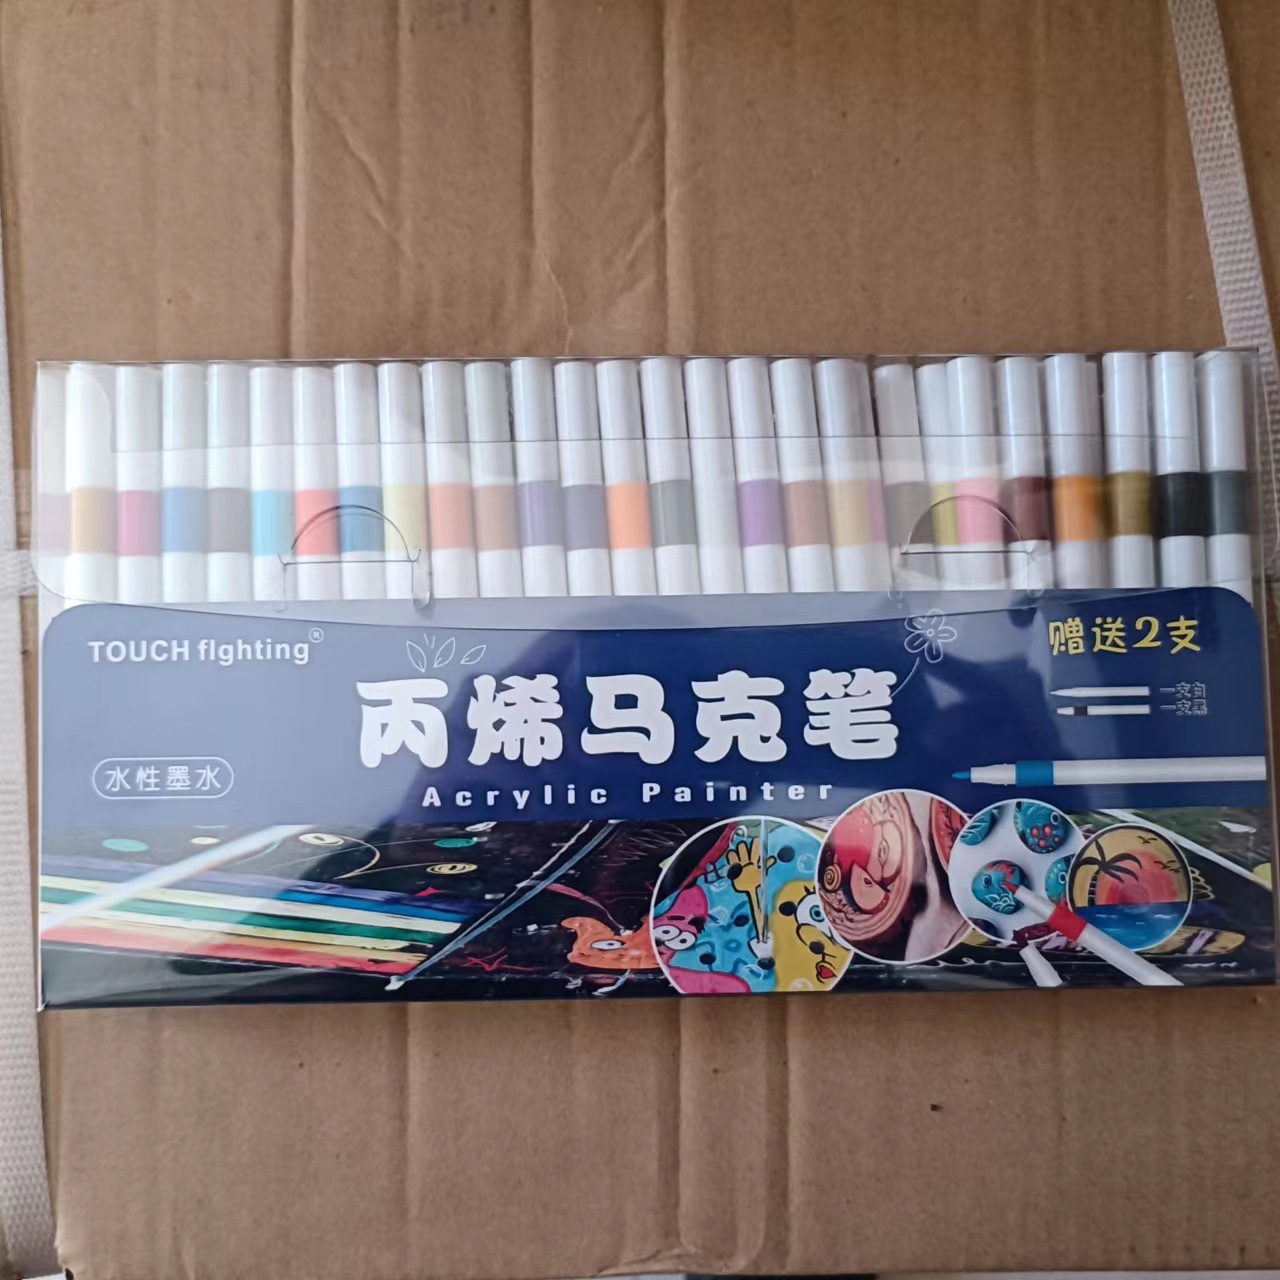 TOUCH fIghting®
赠送2支
丙烯马克笔
一支白
一支黑
水性墨水
Acrylic Painter